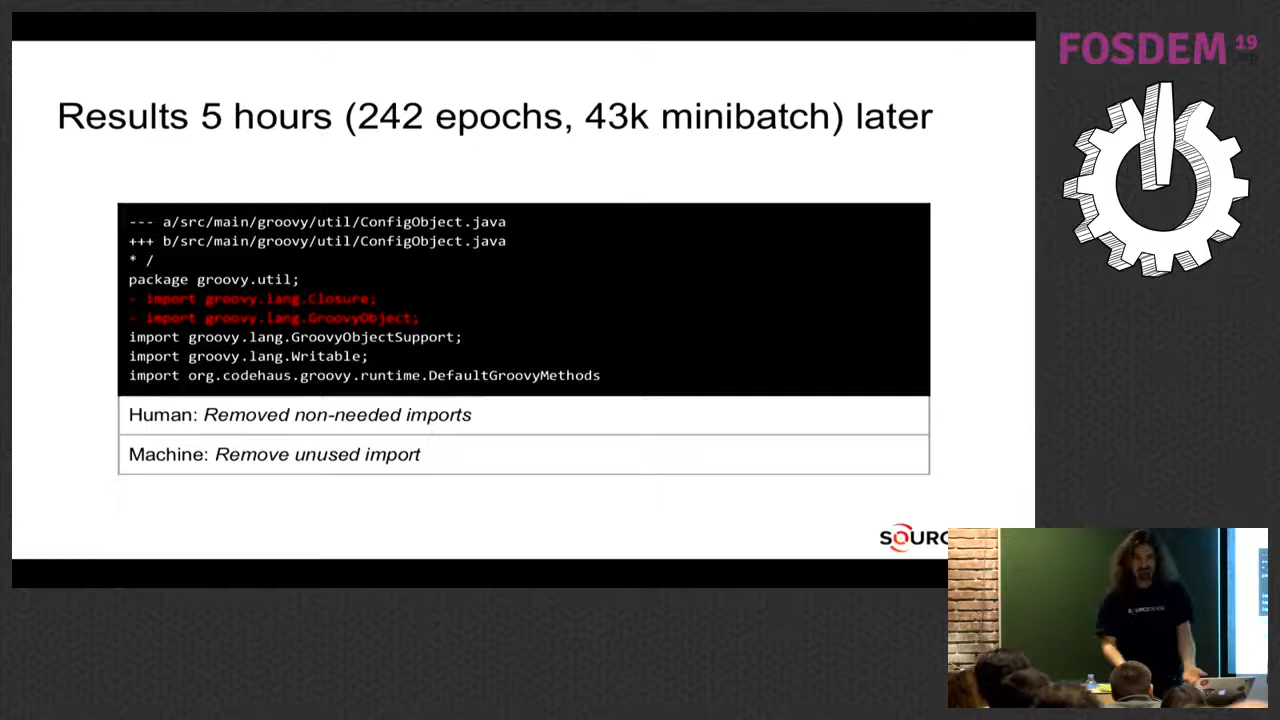 FOSDEM 19
Results 5 hours (242 epochs, 43k minibatch) later
--- a/src/main/groovy/util/ConfigObject.java
+++ b/src/main/groovy/util/ConfigObject.java
* /
package groovy.util;
- import groovy.lang.Closure;
- import groovy.lang.GroovyObject;
import groovy.lang.GroovyObjectSupport;
import groovy.lang.Writable;
import org.codehaus.groovy.runtime.DefaultGroovyMethods
Human: Removed non-needed imports
Machine: Remove unused import
SOURC
SOURCESENSE